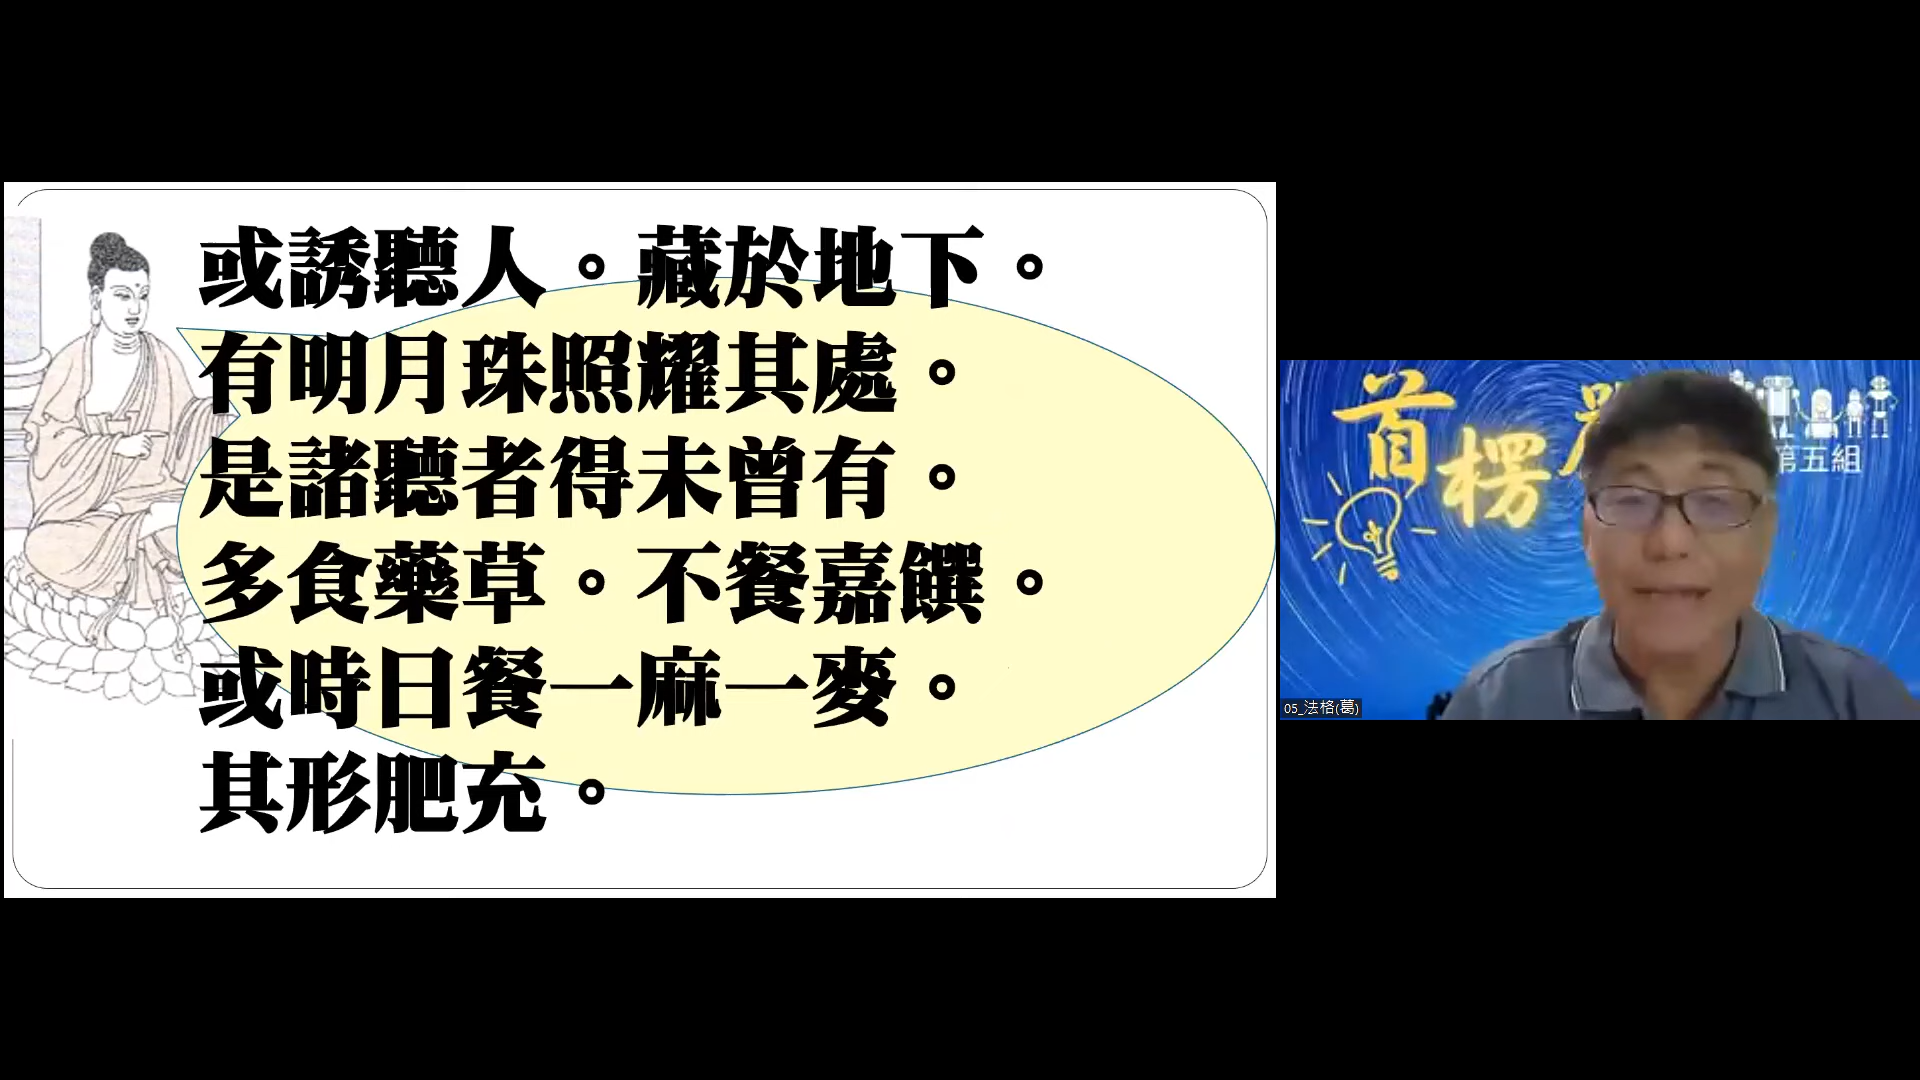 或誘聽人。藏於地下。
有明月珠照耀其處。
是諸聽者得未曾有。
多食藥草。不餐嘉饌。
或時日餐一麻一麥。
其形肥充。
首楞
第五組
05_法格(葛)